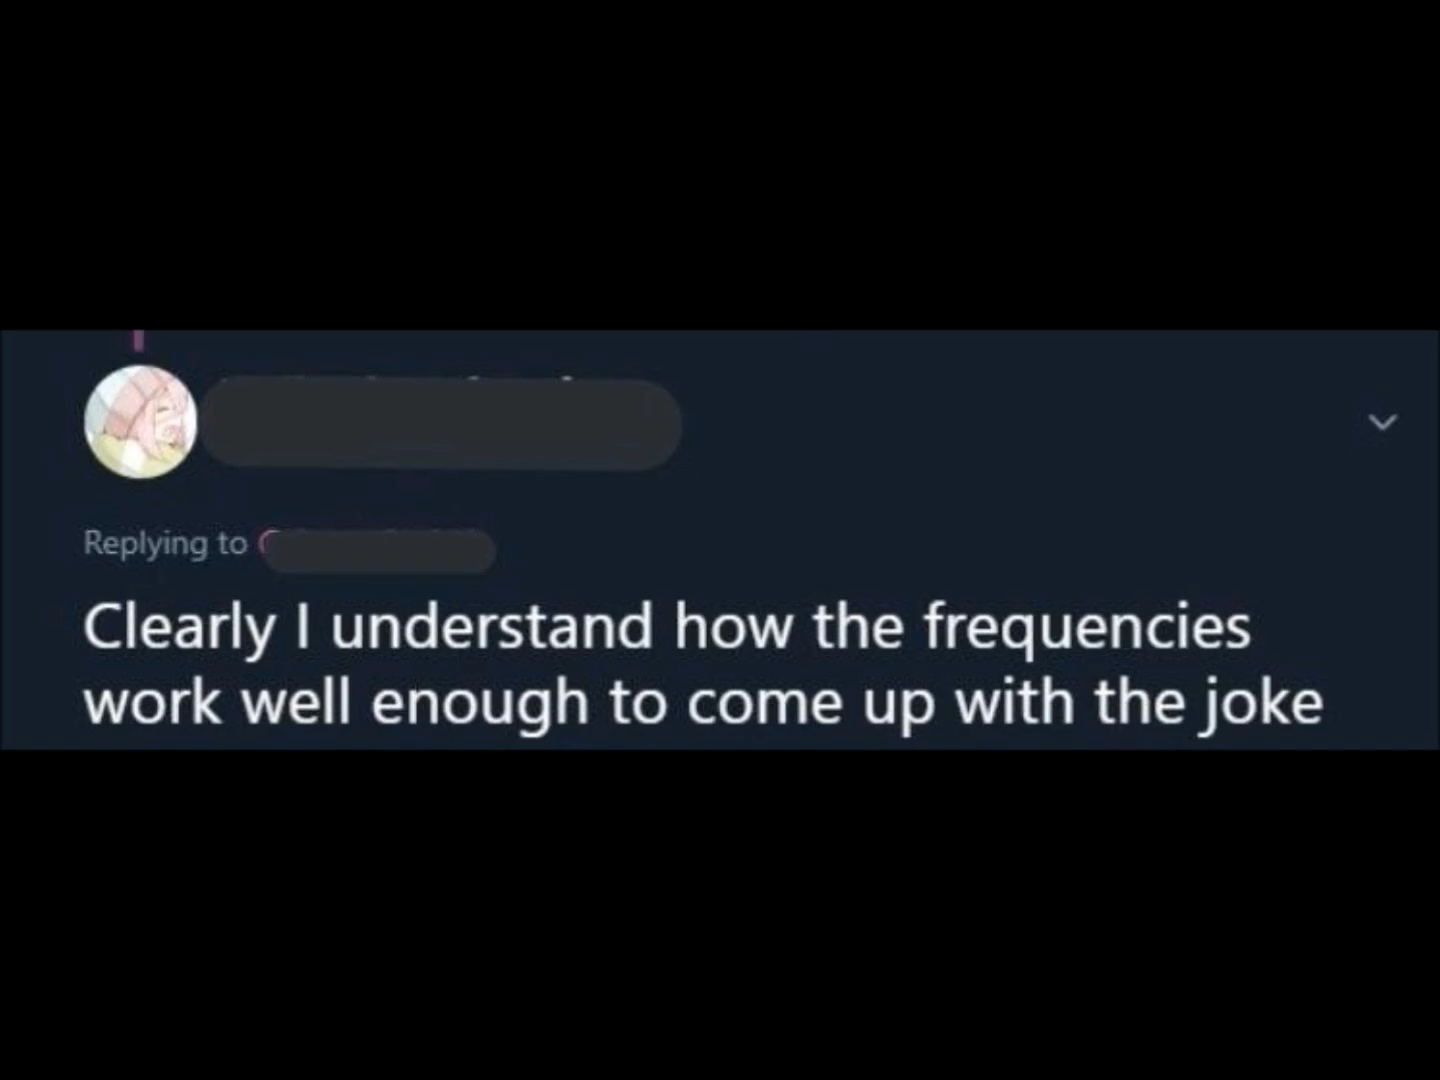 Replying to
Clearly I understand how the frequencies
work well enough to come up with the joke